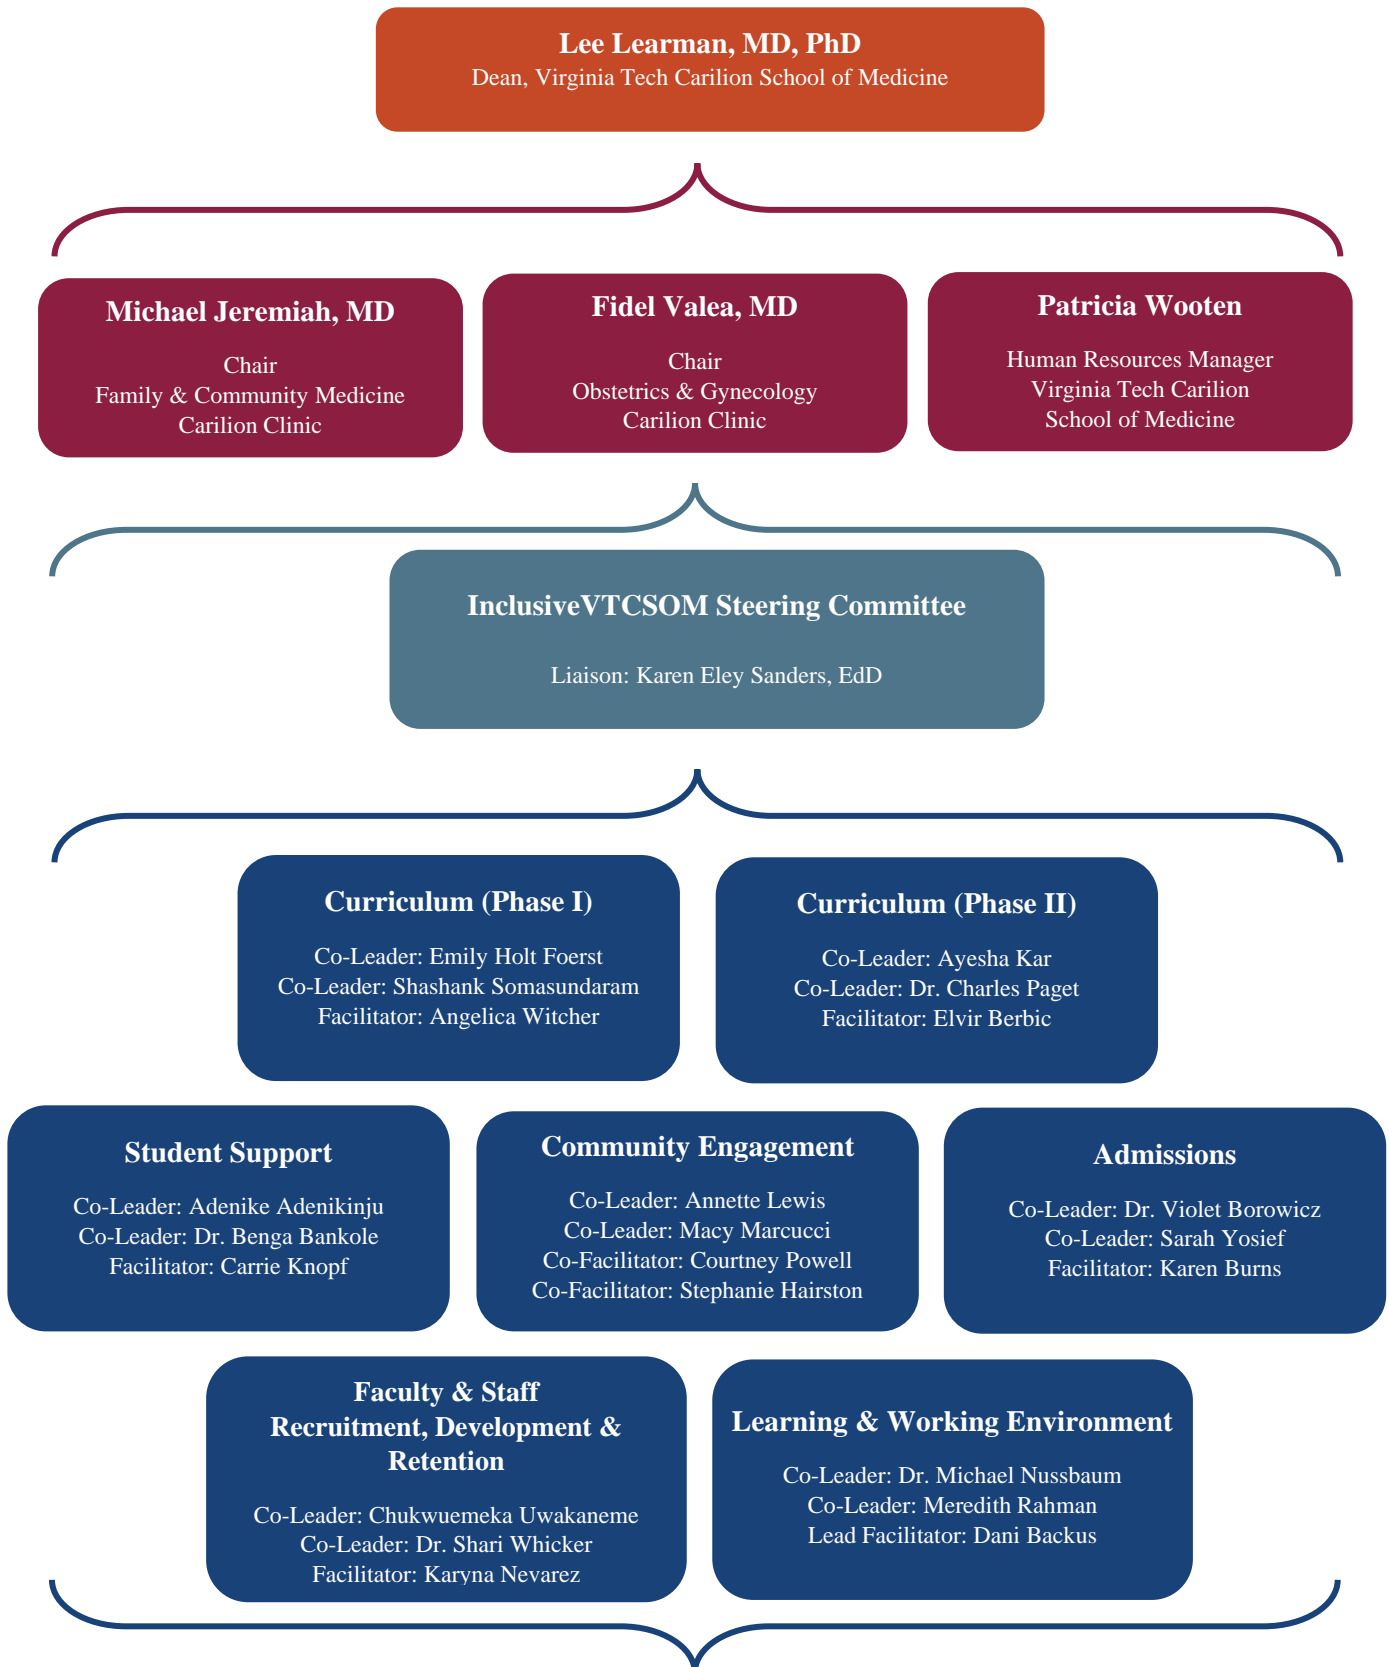 Lee Learman, MD, PhD
Dean, Virginia Tech Carilion School of Medicine
Michael Jeremiah, MD
Chair
Family & Community Medicine
Carilion Clinic
Fidel Valea, MD
Chair
Obstetrics & Gynecology
Carilion Clinic
Patricia Wooten
Human Resources Manager
Virginia Tech Carilion
School of Medicine
InclusiveVTCSOM Steering Committee
Liaison: Karen Eley Sanders, EdD
Curriculum (Phase I)
Co-Leader: Emily Holt Foerst
Co-Leader: Shashank Somasundaram
Facilitator: Angelica Witcher
Curriculum (Phase II)
Co-Leader: Ayesha Kar
Co-Leader: Dr. Charles Paget
Facilitator: Elvir Berbic
Student Support
Co-Leader: Adenike Adenikinju
Co-Leader: Dr. Benga Bankole
Facilitator: Carrie Knopf
Community Engagement
Co-Leader: Annette Lewis
Co-Leader: Macy Marcucci
Co-Facilitator: Courtney Powell
Co-Facilitator: Stephanie Hairston
Admissions
Co-Leader: Dr. Violet Borowicz
Co-Leader: Sarah Yosief
Facilitator: Karen Burns
Faculty & Staff
Recruitment, Development &
Retention
Co-Leader: Chukwuemeka Uwakaneme
Co-Leader: Dr. Shari Whicker
Facilitator: Karyna Nevarez
Learning & Working Environment
Co-Leader: Dr. Michael Nussbaum
Co-Leader: Meredith Rahman
Lead Facilitator: Dani Backus